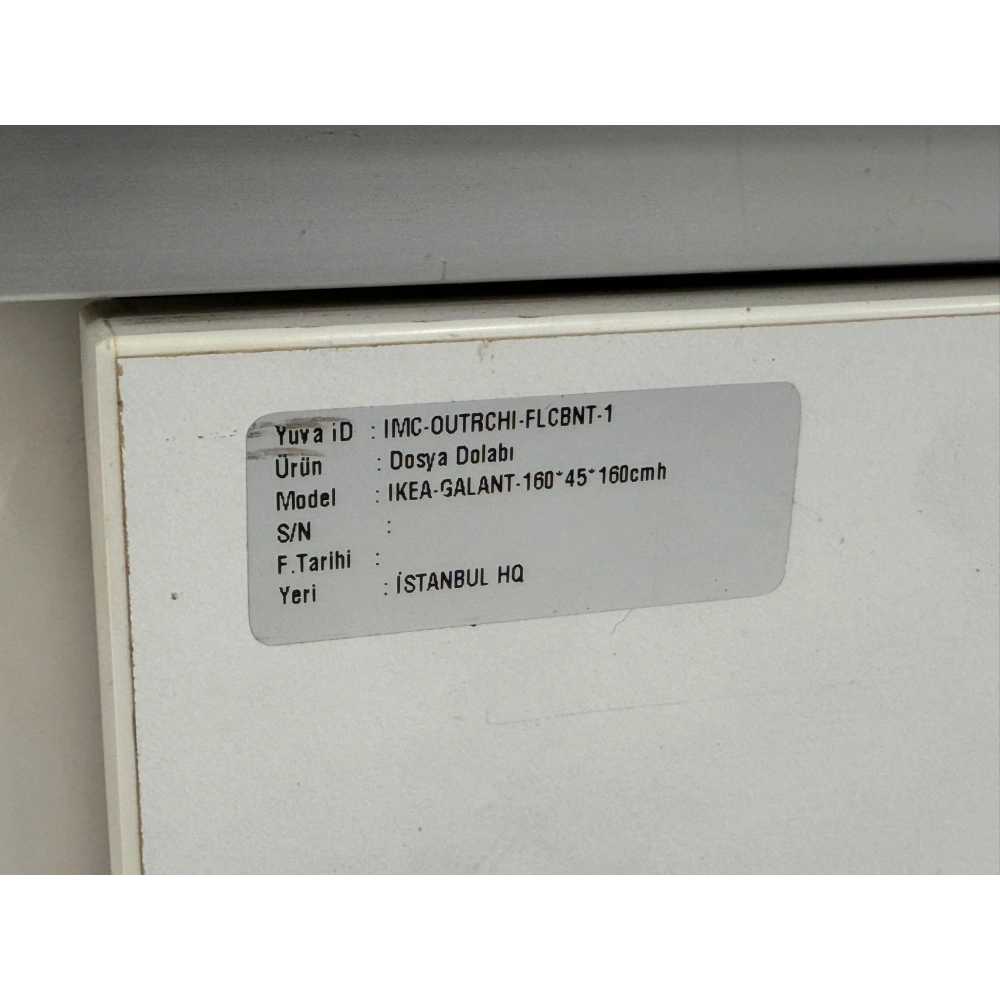 Yuva iD : IMC-OUTRCHI-FLCBNT-1
Ürün : Dosya Dolabı
Model : IKEA-GALANT-160*45*160cmh
S/N :
F.Tarihi :
Yeri : İSTANBUL HQ